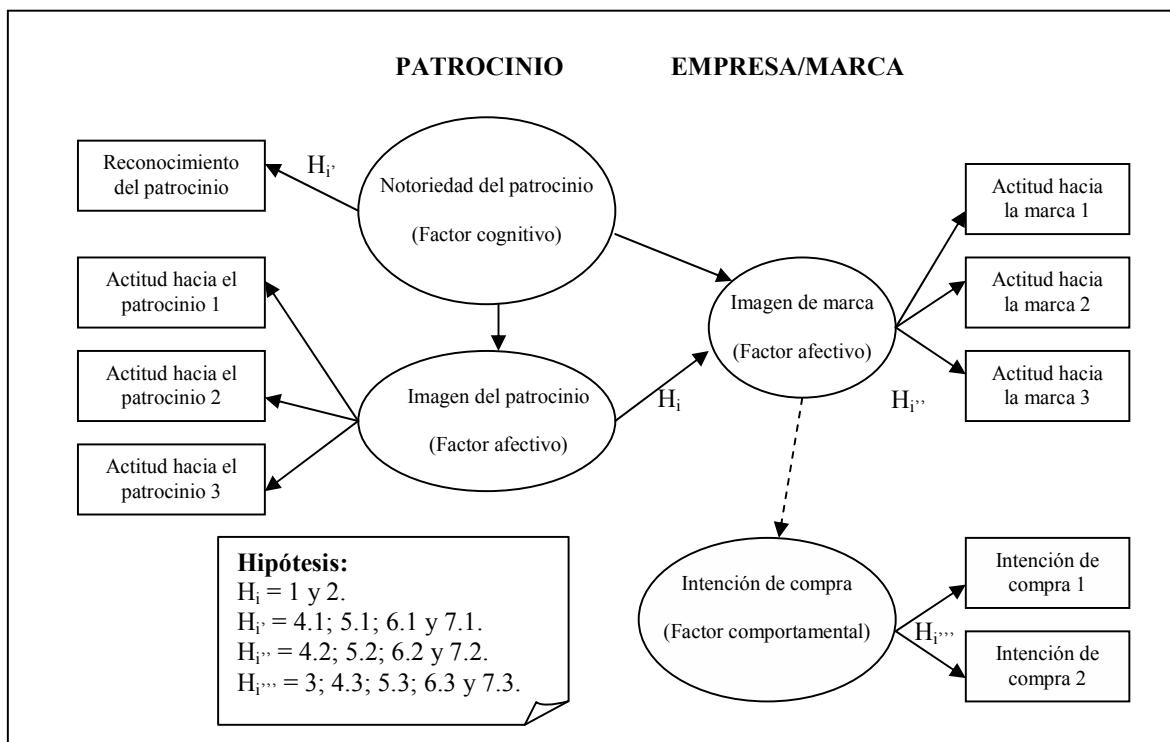 PATROCINIO
EMPRESA/MARCA
Reconocimiento
del patrocinio
Hi’
Notoriedad del patrocinio
(Factor cognitivo)
Actitud hacia
la marca 1
Actitud hacia el
patrocinio 1
Imagen de marca
(Factor afectivo)
Actitud hacia
la marca 2
Actitud hacia el
patrocinio 2
Imagen del patrocinio
(Factor afectivo)
Hi
Hi’’
Actitud hacia
la marca 3
Actitud hacia el
patrocinio 3
Hipótesis:
Hi = 1 y 2.
Hi’ = 4.1; 5.1; 6.1 y 7.1.
Hi’’ = 4.2; 5.2; 6.2 y 7.2.
Hi’’’ = 3; 4.3; 5.3; 6.3 y 7.3.
Intención de compra
(Factor comportamental)
Hi’’’
Intención de
compra 1
Intención de
compra 2